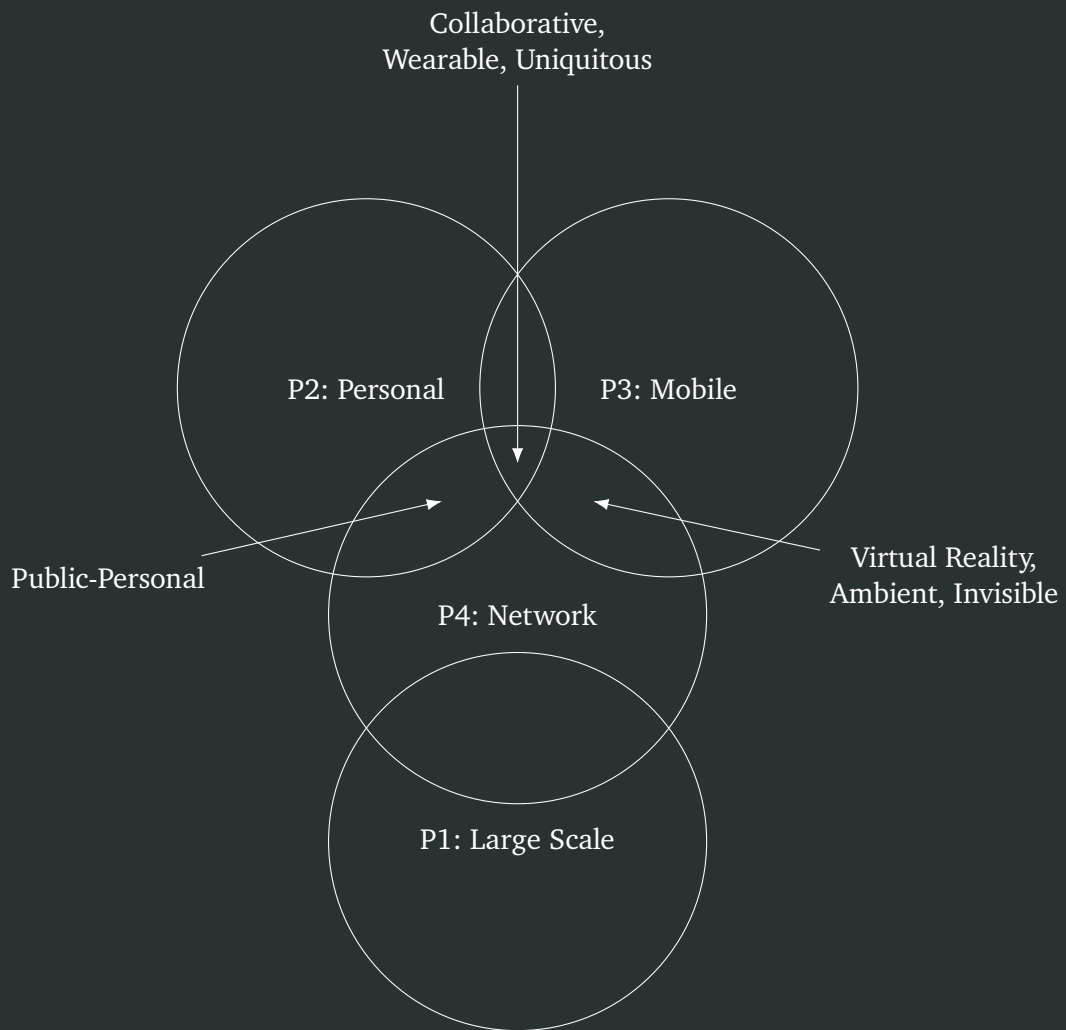 Collaborative,
Wearable, Uniquitous
P2: Personal
P3: Mobile
Public-Personal
Virtual Reality,
Ambient, Invisible
P4: Network
P1: Large Scale